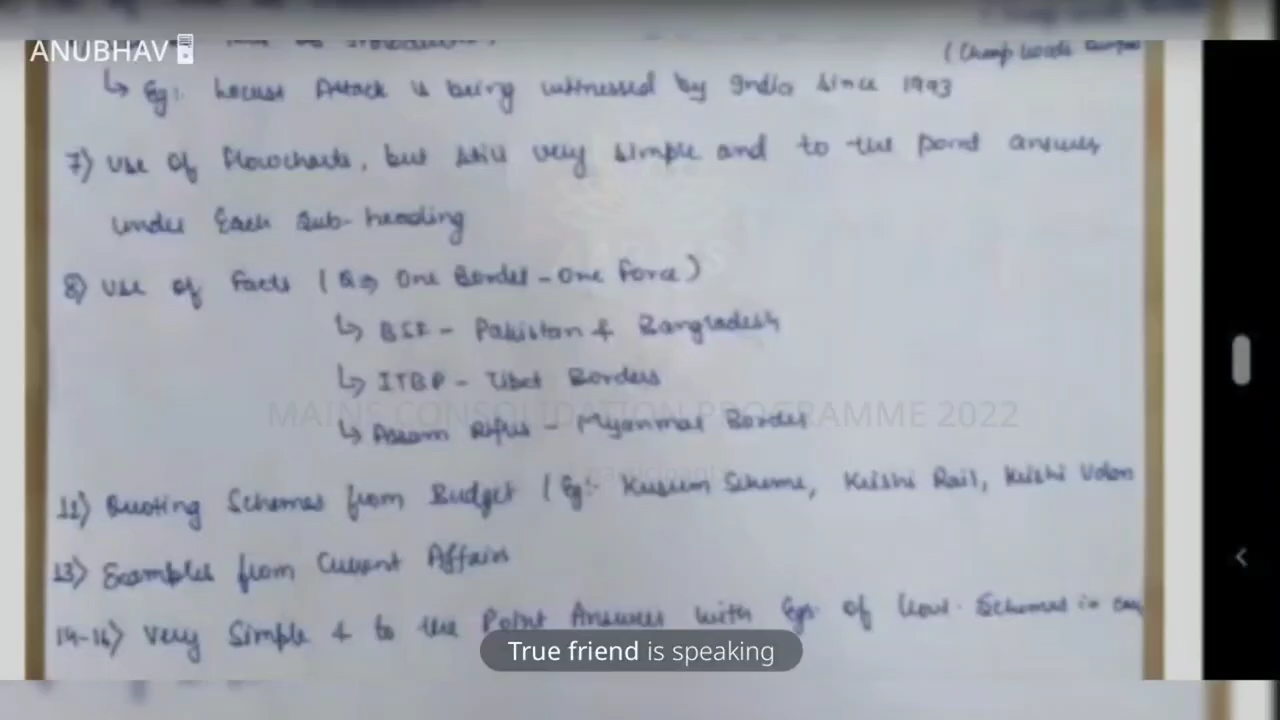 ANUBHAV
↳ Eg:- Locust Attack is being witnessed by India since 1993
7) Use of Flowcharts, but still very simple and to the point answers
under Each Sub-heading
8) Use of Facts (Q⇒ One Border - One Force)
↳ BSF - Pakistan & Bangladesh
↳ ITBP - Tibet Borders
MAINS CONSOLIDATION PROGRAMME 2022
↳ Assam Rifles - Myanmar Border
11) Quoting Schemes from Budget (Eg:- Kusum Scheme, Krishi Rail, Krishi Udan
13) Examples from Current Affairs
14-16) Very Simple & to the Point Answers with Egs. of Govt. Schemes in
True friend is speaking